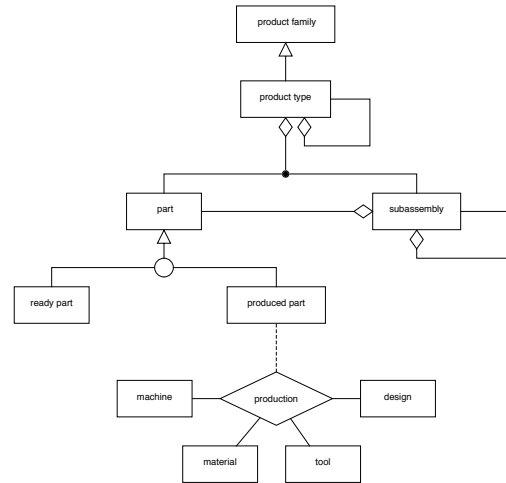 product family
product type
part
subassembly
ready part
produced part
machine
production
design
material
tool